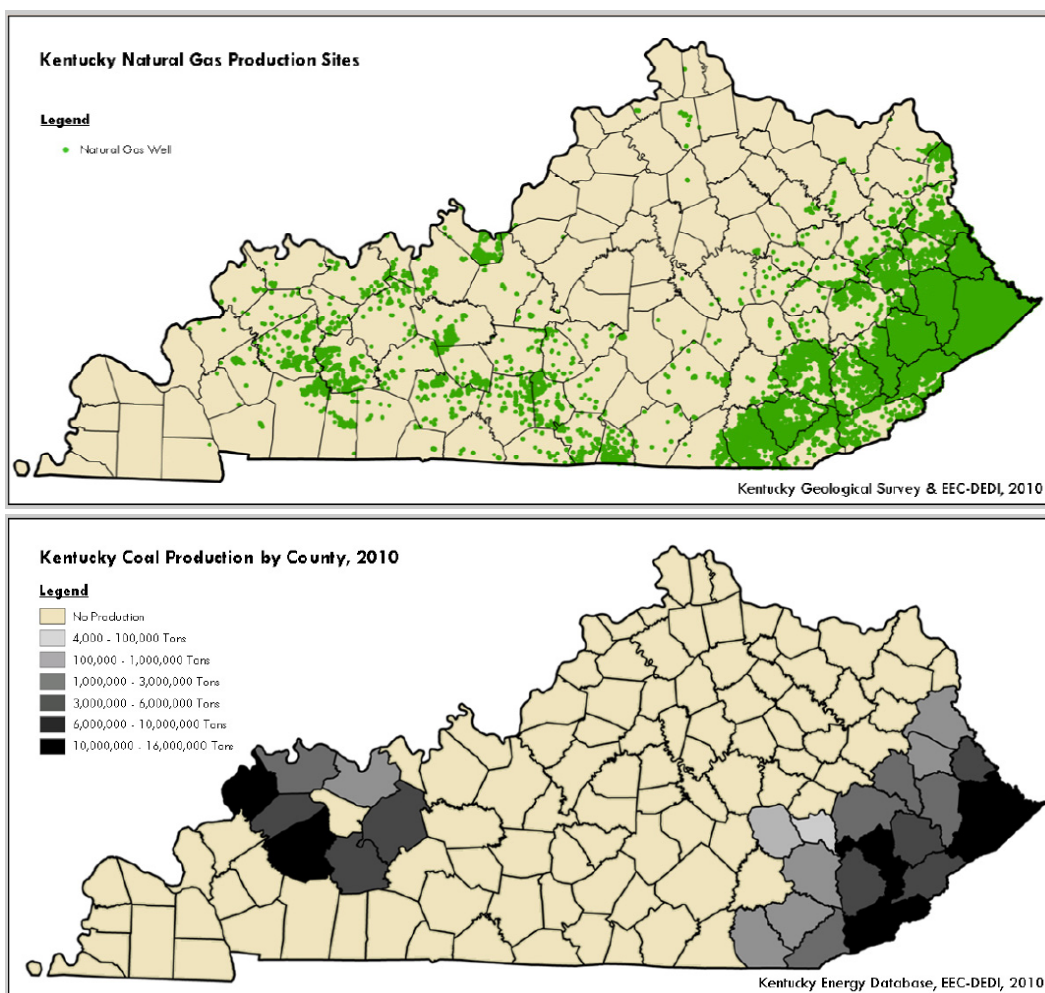 Kentucky Natural Gas Production Sites
Legend
Natural Gas Well
Kentucky Geological Survey & EEC-DEDI, 2010
Kentucky Coal Production by County, 2010
Legend
No Production
4,000 - 100,000 Tons
100,000 - 1,000,000 Tons
1,000,000 - 3,000,000 Tons
3,000,000 - 6,000,000 Tons
6,000,000 - 10,000,000 Tons
10,000,000 - 16,000,000 Tons
Kentucky Energy Database, EEC-DEDI, 2010